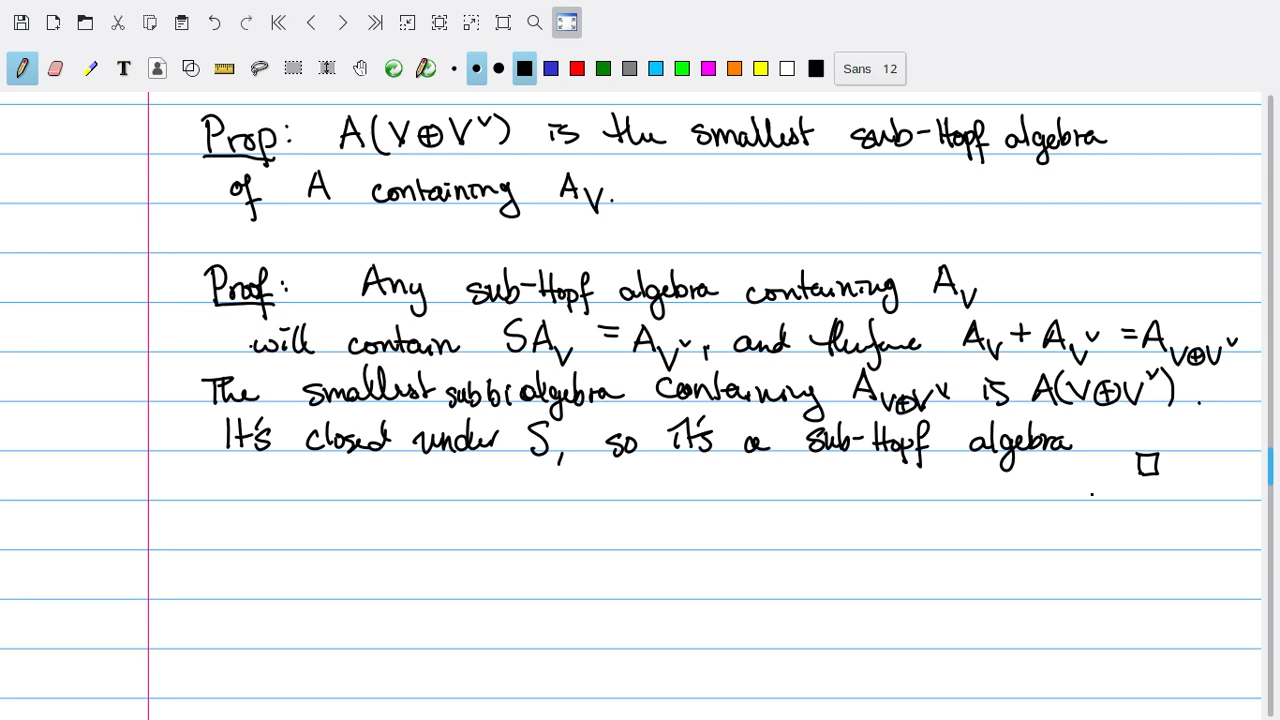 Sans 12
Prop: A(V⊕V^∨) is the smallest sub-Hopf algebra
of A containing A_V.
Proof: Any sub-Hopf algebra containing A_V
will contain SA_V = A_{V^∨}, and therefore A_V + A_{V^∨} = A_{V⊕V^∨}
The smallest subbialgebra containing A_{V⊕V^∨} is A(V⊕V^∨).
It's closed under S, so it's a sub-Hopf algebra □